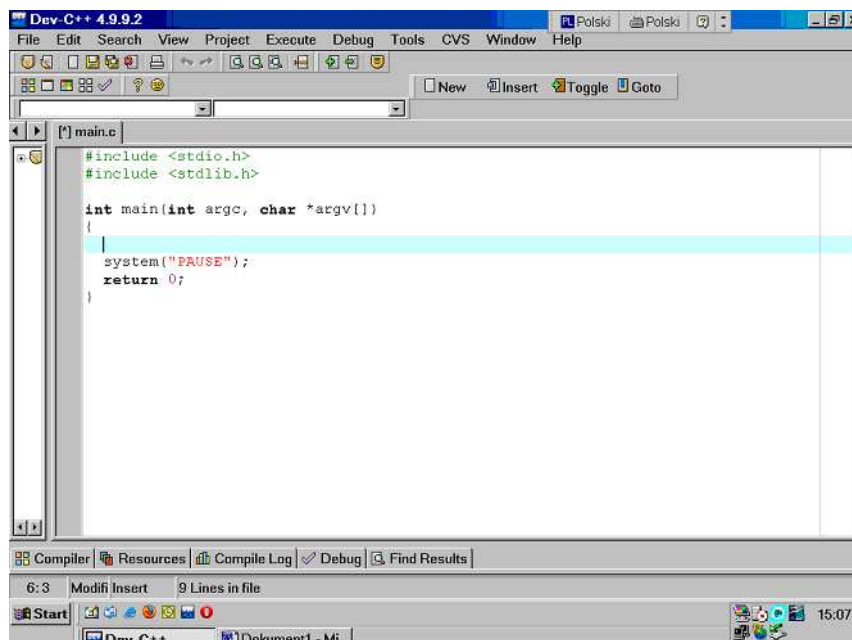 Dev-C++ 4.9.9.2
PL Polski Polski
File Edit Search View Project Execute Debug Tools CVS Window Help
New Insert Toggle Goto
[*] main.c
#include <stdio.h>
#include <stdlib.h>
int main(int argc, char *argv[])
{
system("PAUSE");
return 0;
}
Compiler Resources Compile Log Debug Find Results
6:3 Modifi Insert 9 Lines in file
Start 15:07
Dev-C++ Dokument1 - Mi